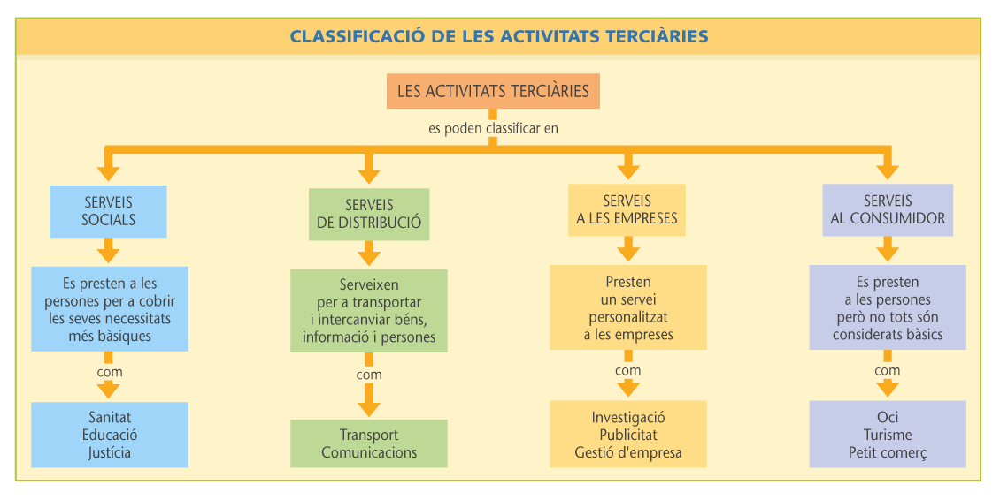 CLASSIFICACIÓ DE LES ACTIVITATS TERCIÀRIES
LES ACTIVITATS TERCIÀRIES
es poden classificar en
SERVEIS
SOCIALS
Es presten a les
persones per a cobrir
les seves necessitats
més bàsiques
com
Sanitat
Educació
Justícia
SERVEIS
DE DISTRIBUCIÓ
Serveixen
per a transportar
i intercanviar béns,
informació i persones
com
Transport
Comunicacions
SERVEIS
A LES EMPRESES
Presten
un servei
personalitzat
a les empreses
com
Investigació
Publicitat
Gestió d'empresa
SERVEIS
AL CONSUMIDOR
Es presten
a les persones
però no tots són
considerats bàsics
com
Oci
Turisme
Petit comerç